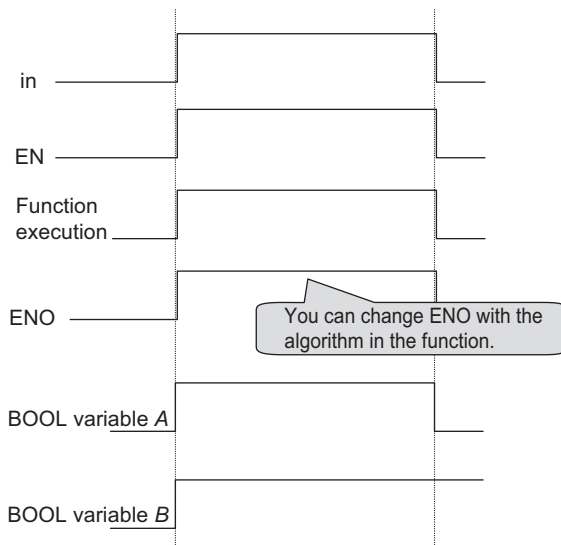 in
EN
Function
execution
ENO
You can change ENO with the
algorithm in the function.
BOOL variable A
BOOL variable B